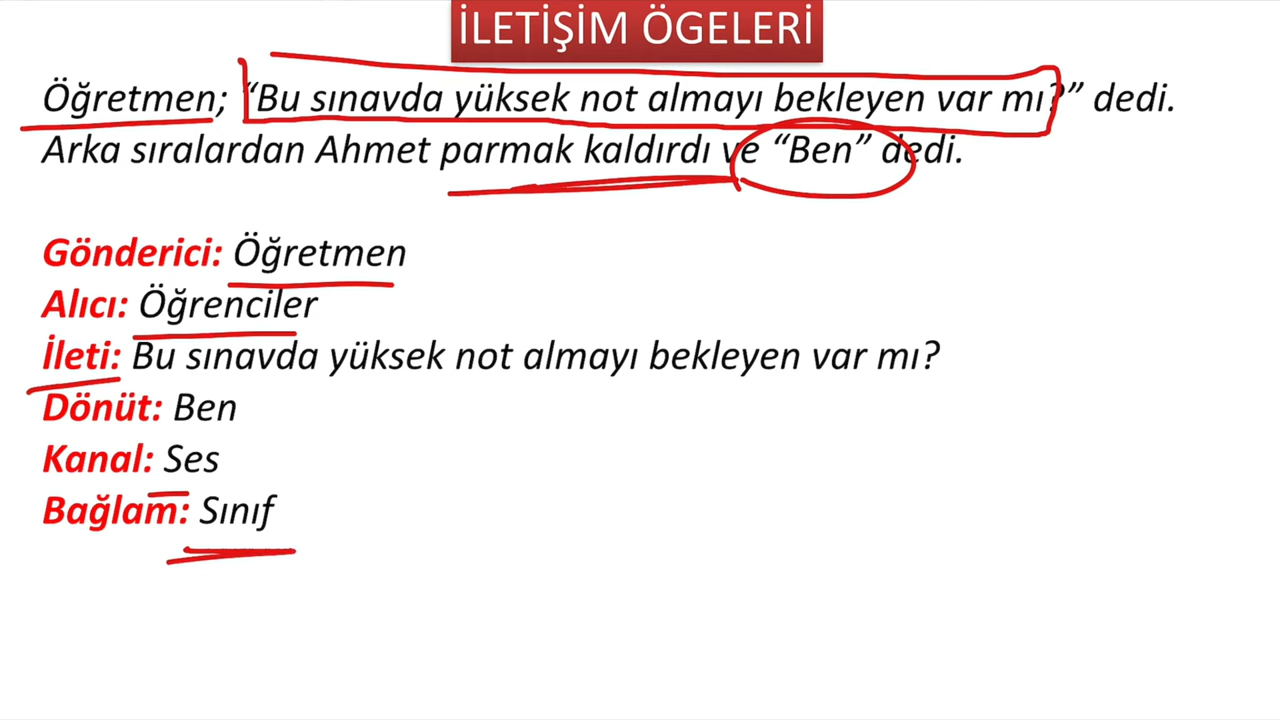 İLETİŞİM ÖGELERİ
Öğretmen; “Bu sınavda yüksek not almayı bekleyen var mı?” dedi.
Arka sıralardan Ahmet parmak kaldırdı ve “Ben” dedi.
Gönderici: Öğretmen
Alıcı: Öğrenciler
İleti: Bu sınavda yüksek not almayı bekleyen var mı?
Dönüt: Ben
Kanal: Ses
Bağlam: Sınıf